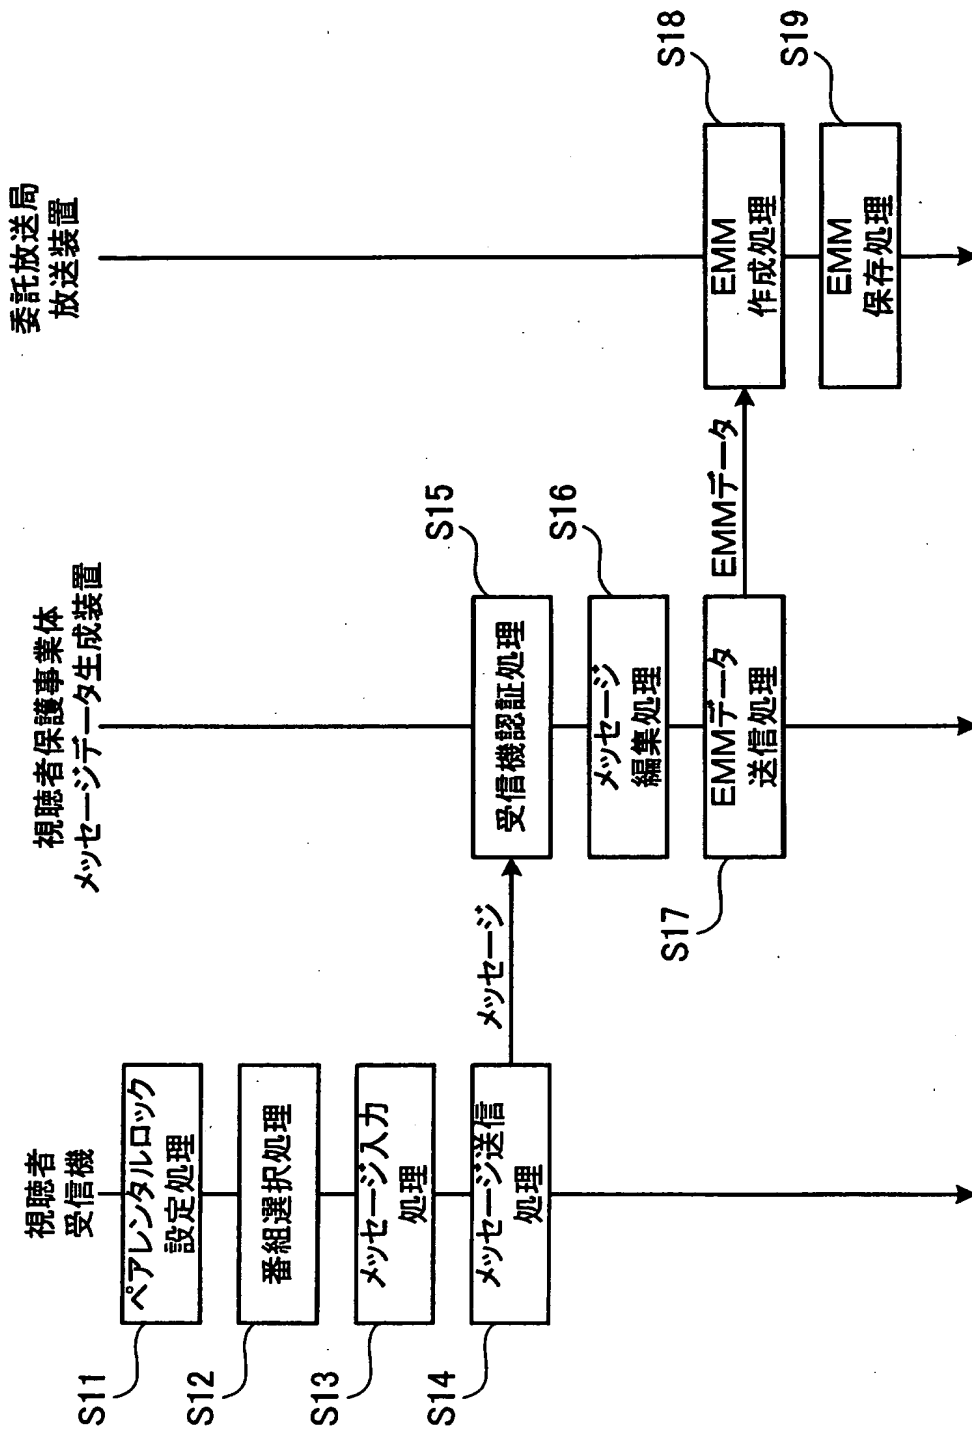 視聴者
受信機
S11
ペアレンタルロック
設定処理
S12
番組選択処理
S13
メッセージ入力
処理
S14
メッセージ送信
処理
メッセージ
視聴者保護事業体
メッセージデータ生成装置
S15
受信機認証処理
S16
メッセージ
編集処理
S17
EMMデータ
送信処理
EMMデータ
委託放送局
放送装置
S18
EMM
作成処理
S19
EMM
保存処理